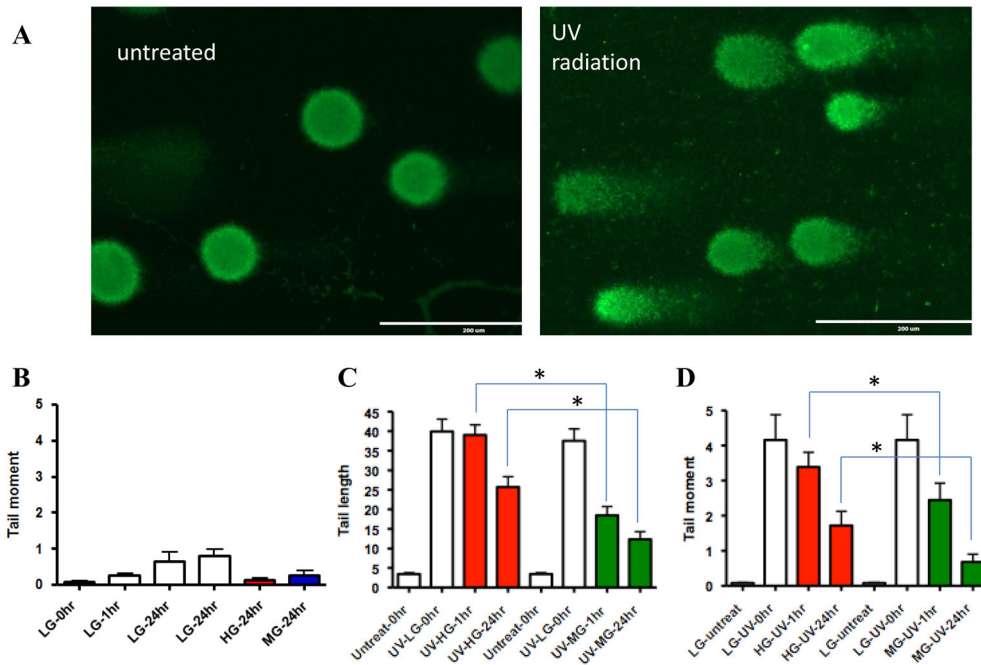 A
untreated
200 um
UV
radiation
200 um
B
Tail moment
5
4
3
2
1
0
LG-0hr
LG-1hr
LG-24hr
LG-24hr
HG-24hr
MG-24hr
C
*
*
Tail length
45
40
35
30
25
20
15
10
5
0
Untreat-0hr
UV-LG-0hr
UV-HG-1hr
UV-HG-24hr
Untreat-0hr
UV-LG-0hr
UV-MG-1hr
UV-MG-24hr
D
*
*
Tail moment
5
4
3
2
1
0
LG-untreat
LG-UV-0hr
HG-UV-1hr
HG-UV-24hr
LG-untreat
LG-UV-0hr
MG-UV-1hr
MG-UV-24hr